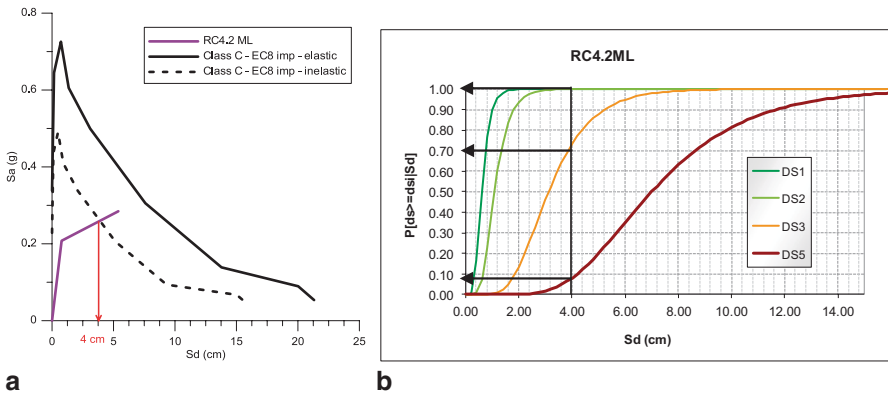 0.8
0.6
0.4
0.2
0
Sa (g)
RC4.2 ML
Class C - EC8 imp - elastic
Class C - EC8 imp - inelastic
0
4 cm
5
10
15
20
25
Sd (cm)
a
RC4.2ML
1.00
0.90
0.80
0.70
0.60
0.50
0.40
0.30
0.20
0.10
0.00
P[ds>=dsi|Sd]
DS1
DS2
DS3
DS5
0.00
2.00
4.00
6.00
8.00
10.00
12.00
14.00
Sd (cm)
b